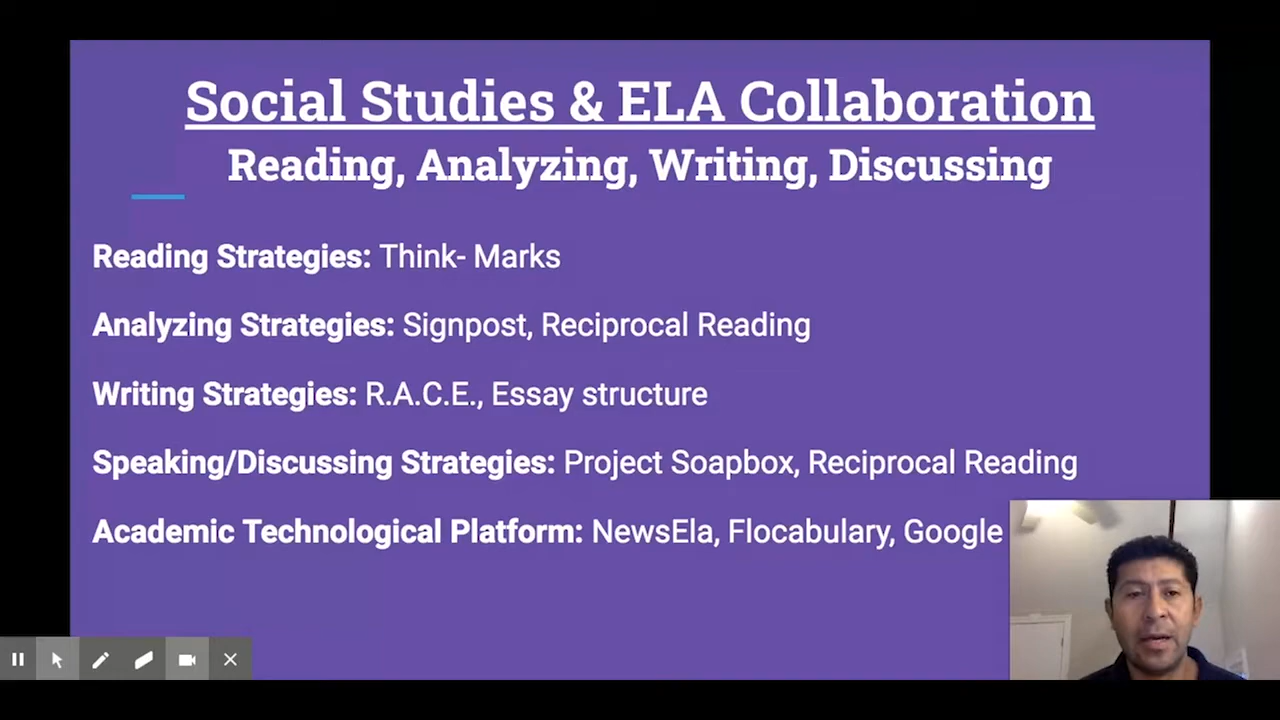 Social Studies & ELA Collaboration
Reading, Analyzing, Writing, Discussing
Reading Strategies: Think- Marks
Analyzing Strategies: Signpost, Reciprocal Reading
Writing Strategies: R.A.C.E., Essay structure
Speaking/Discussing Strategies: Project Soapbox, Reciprocal Reading
Academic Technological Platform: NewsEla, Flocabulary, Google